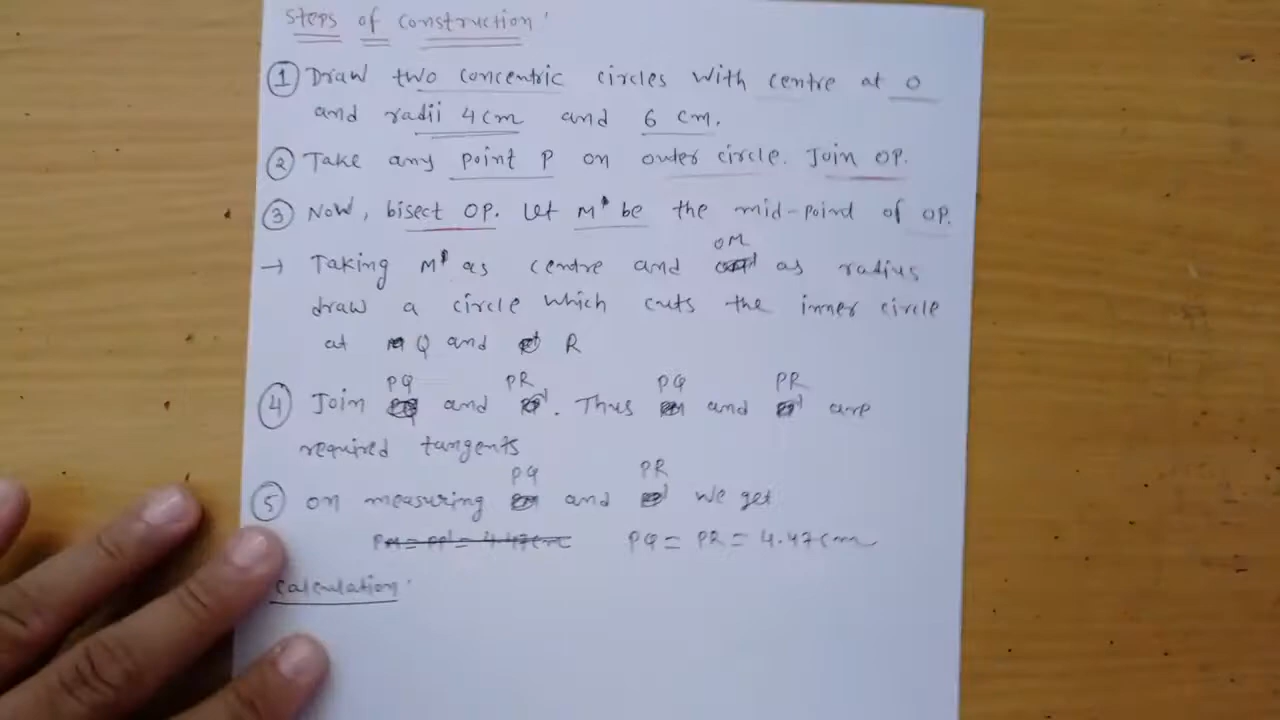 Steps of construction:
① Draw two concentric circles with centre at O
and radii 4cm and 6 cm.
② Take any point P on outer circle. Join OP.
③ Now, bisect OP. Let M' be the mid-point of OP.
OM
→ Taking M' as centre and as radius
draw a circle which cuts the inner circle
at Q and R
PQ PR PQ PR
④ Join and . Thus and are
required tangents
PQ PR
⑤ on measuring and we get
PQ = PR = 4.47cm
Calculation: